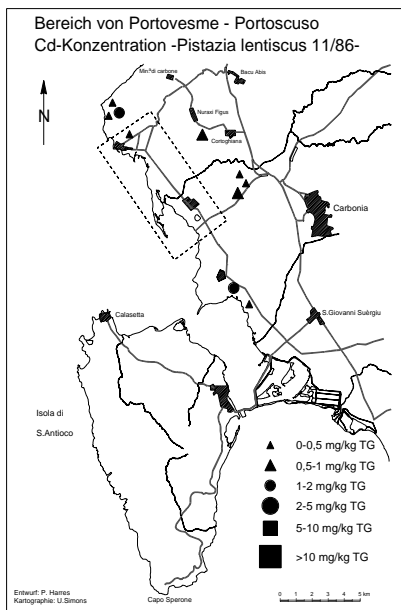 Bereich von Portovesme - Portoscuso
Cd-Konzentration -Pistazia lentiscus 11/86-
Min.ª di carbone
Bacu Abis
N
Nuraxi Figus
Cortoghiana
Carbonia
Calasetta
S.Giovanni Suèrgiu
Isola di
S.Antioco
0-0,5 mg/kg TG
0,5-1 mg/kg TG
1-2 mg/kg TG
2-5 mg/kg TG
5-10 mg/kg TG
>10 mg/kg TG
Entwurf: P. Harres
Kartographie: U.Simons
Capo Sperone
0 1 2 3 4 5 km